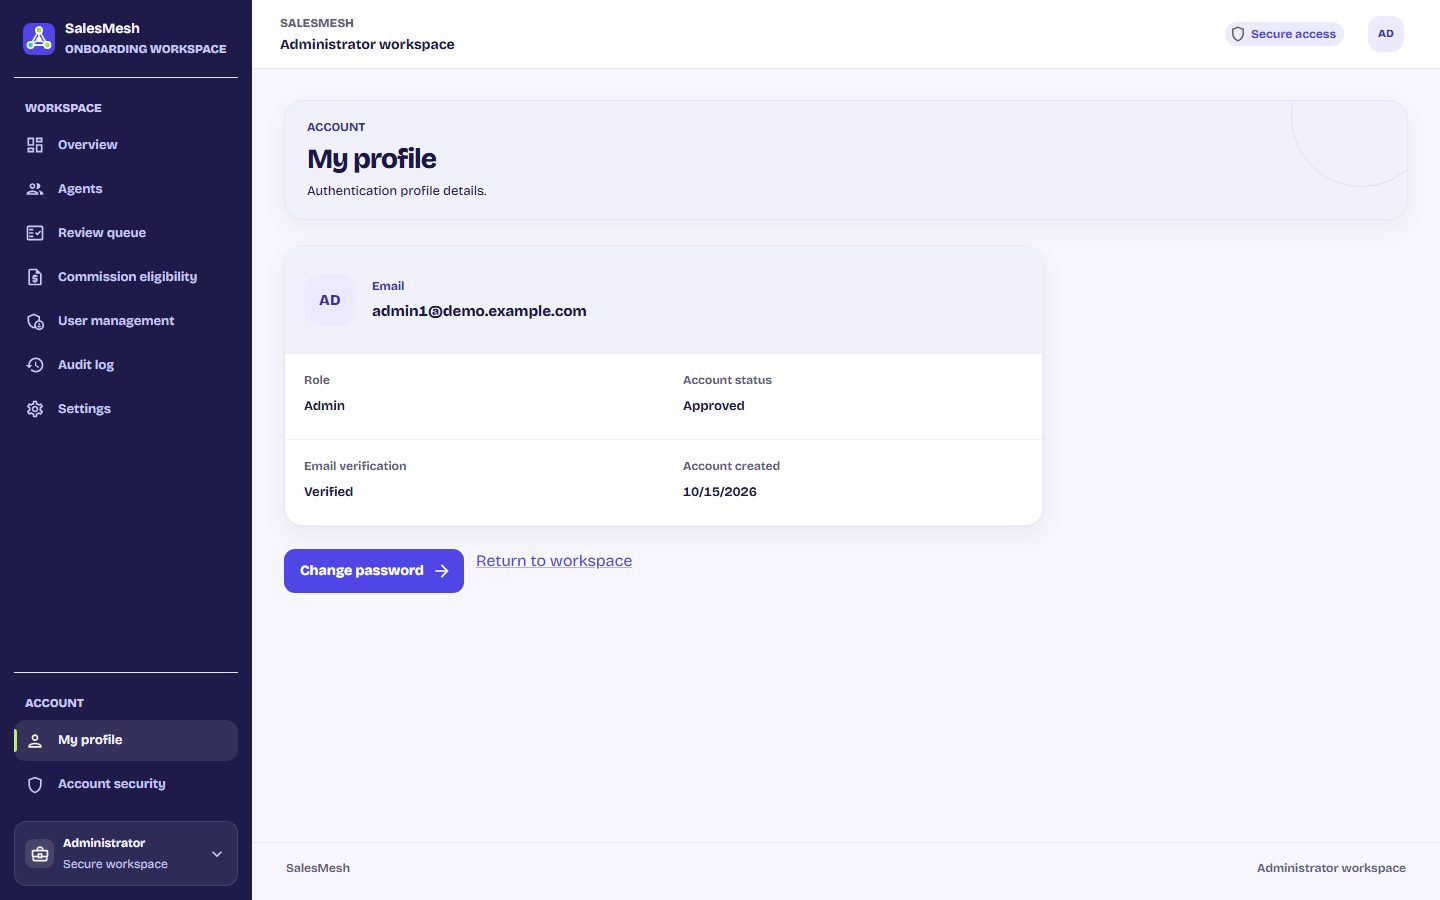 SalesMesh
ONBOARDING WORKSPACE
WORKSPACE
Overview
Agents
Review queue
Commission eligibility
User management
Audit log
Settings
ACCOUNT
My profile
Account security
Administrator
Secure workspace
SALESMESH
Administrator workspace
Secure access
AD
ACCOUNT
My profile
Authentication profile details.
AD
Email
admin1@demo.example.com
Role
Admin
Account status
Approved
Email verification
Verified
Account created
10/15/2026
Change password
Return to workspace
SalesMesh
Administrator workspace